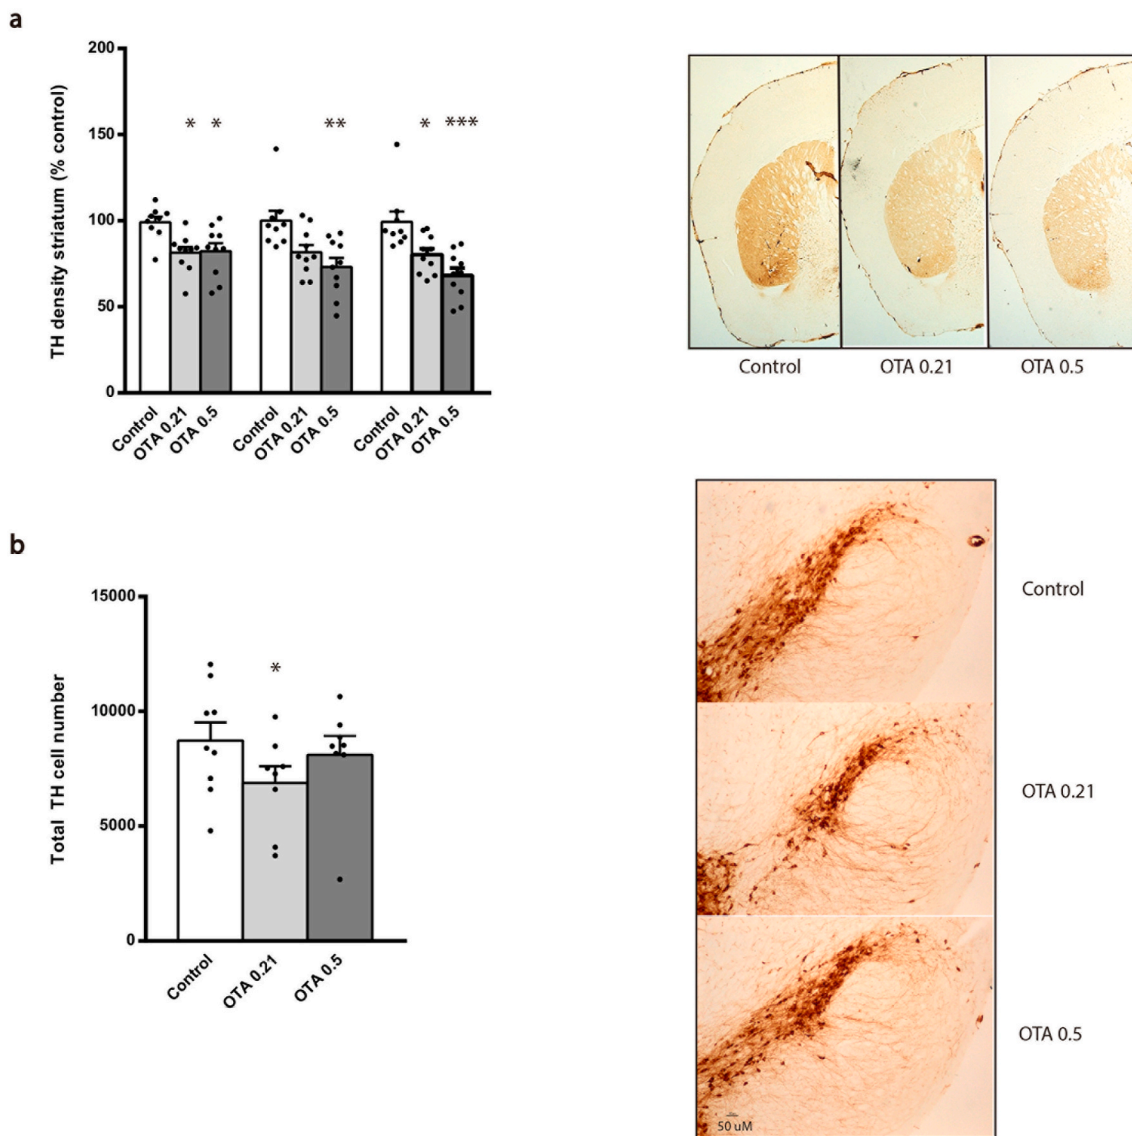 a
TH density striatum (% control)
200
150
100
50
0
* * ** * ***
Control OTA 0.21 OTA 0.5 Control OTA 0.21 OTA 0.5 Control OTA 0.21 OTA 0.5
Control OTA 0.21 OTA 0.5
b
Total TH cell number
15000
10000
5000
0
*
Control OTA 0.21 OTA 0.5
Control
OTA 0.21
OTA 0.5
50 uM